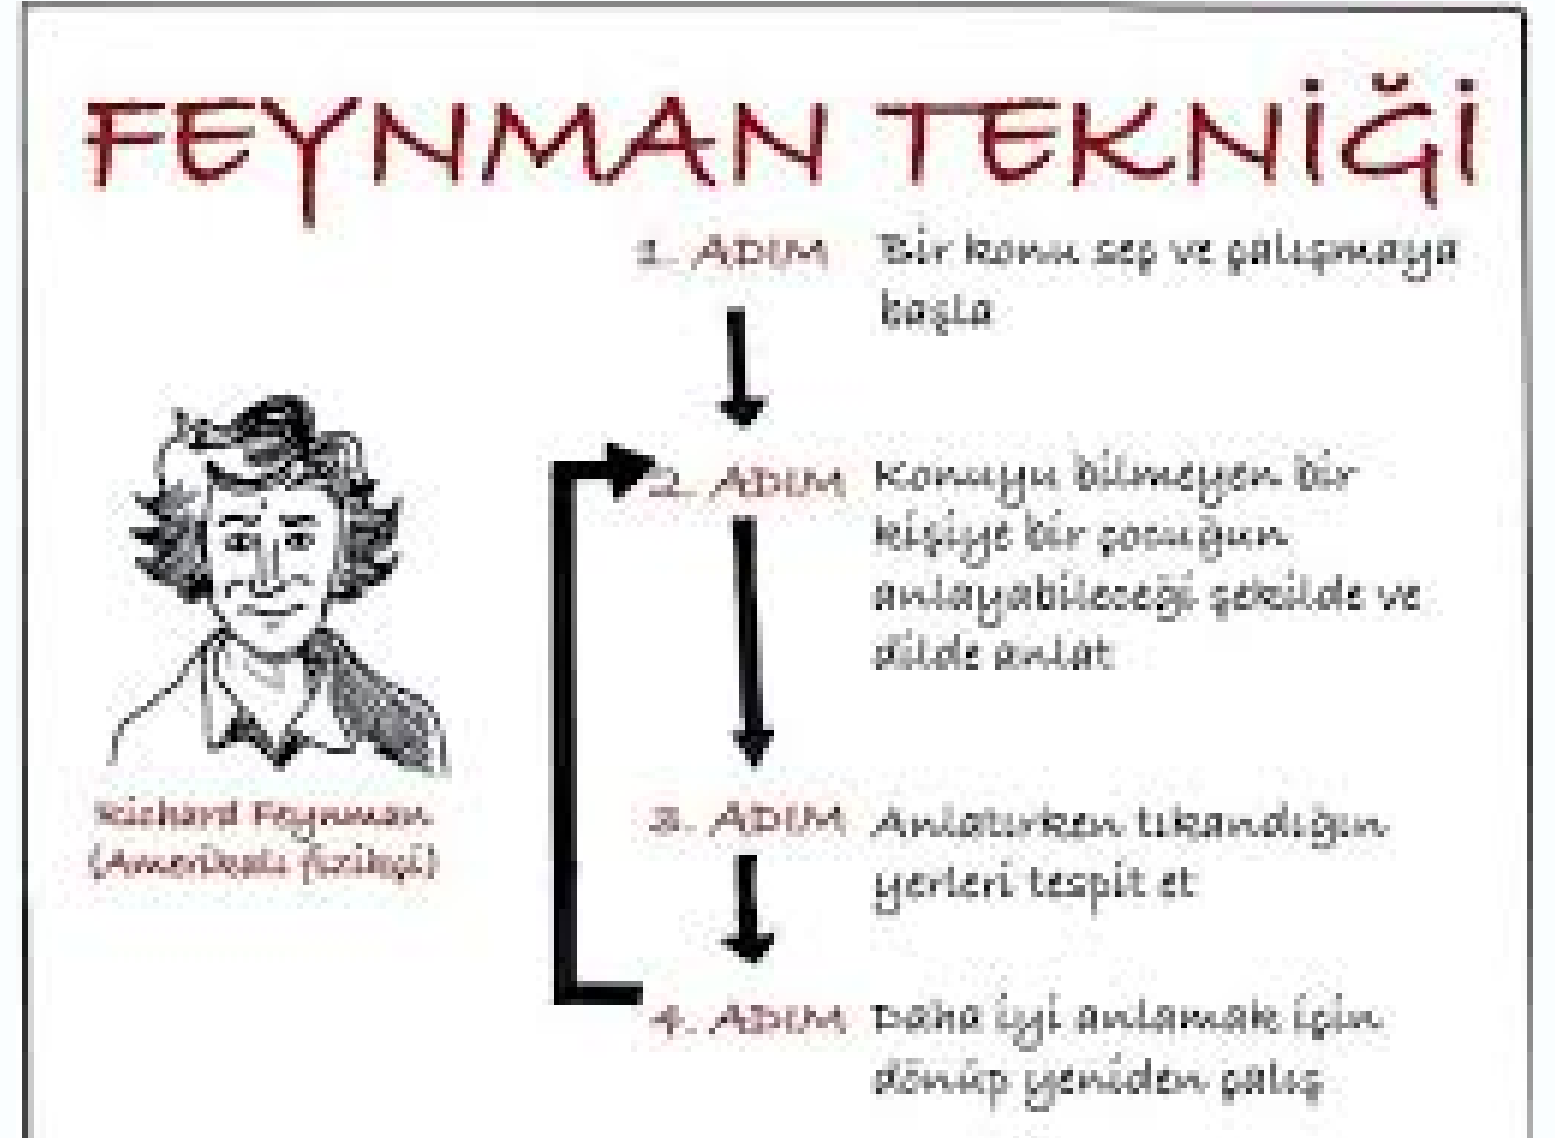 FEYNMAN TEKNİĞİ
1. ADIM Bir konu seç ve çalışmaya
başla
2. ADIM Konuyu bilmeyen bir
kişiye bir çocuğun
anlayabileceği şekilde ve
dilde anlat
Richard Feynman
(Amerikalı fizikçi)
3. ADIM Anlatırken tıkandığın
yerleri tespit et
4. ADIM Daha iyi anlamak için
dönüp yeniden çalış